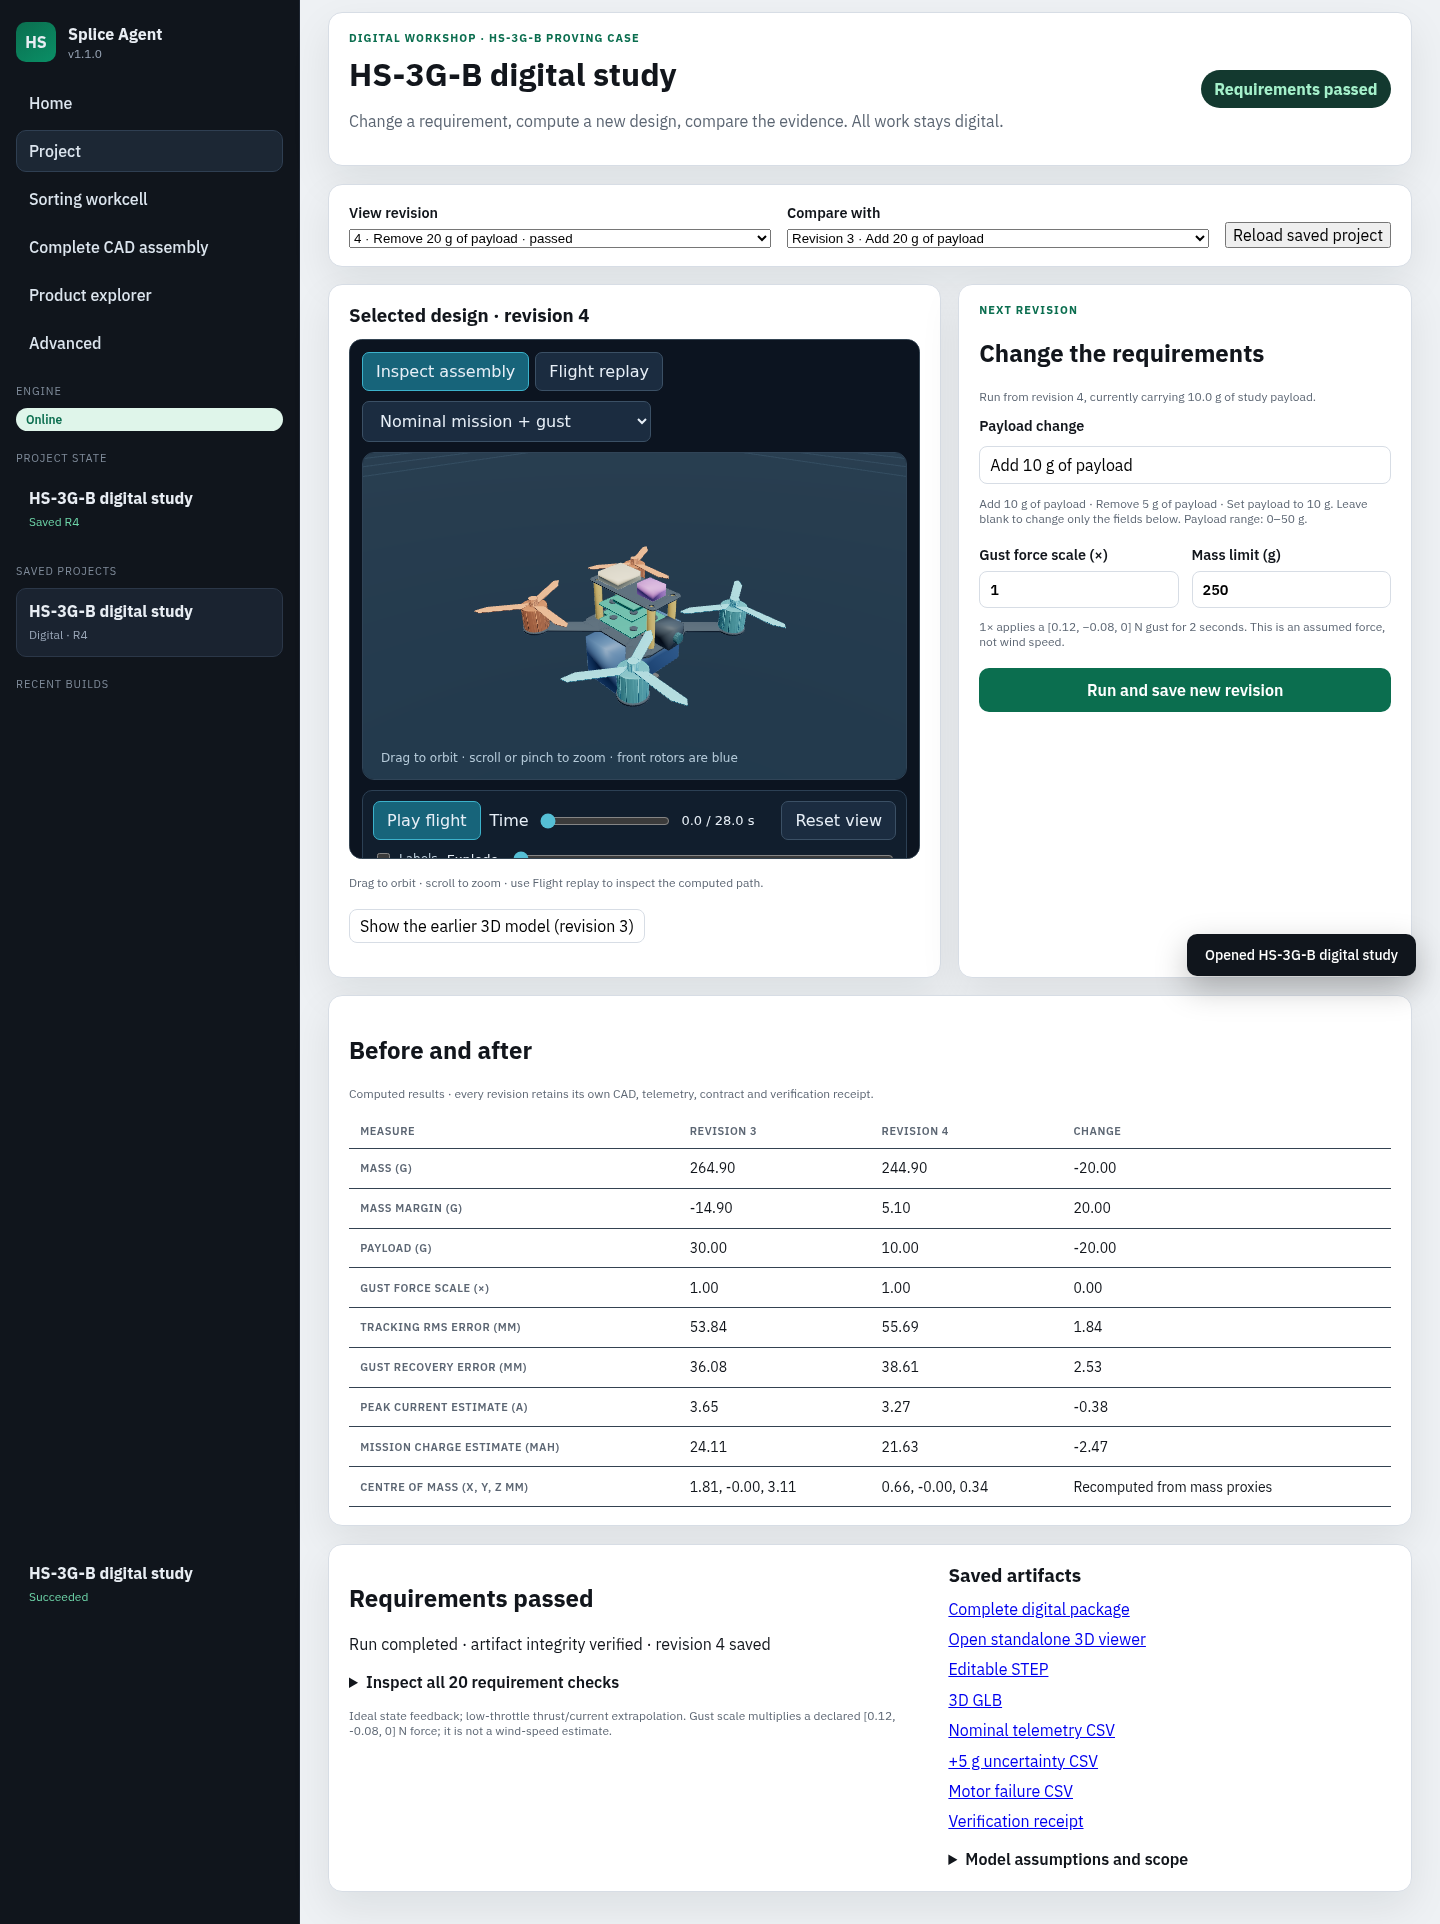 HS
Splice Agent
v1.1.0
Home
Project
Sorting workcell
Complete CAD assembly
Product explorer
Advanced
ENGINE
Online
PROJECT STATE
HS-3G-B digital study
Saved R4
SAVED PROJECTS
HS-3G-B digital study
Digital · R4
RECENT BUILDS
HS-3G-B digital study
Succeeded
DIGITAL WORKSHOP · HS-3G-B PROVING CASE
HS-3G-B digital study
Change a requirement, compute a new design, compare the evidence. All work stays digital.
Requirements passed
View revision
4 · Remove 20 g of payload · passed
Compare with
Revision 3 · Add 20 g of payload
Reload saved project
Selected design · revision 4
Inspect assembly
Flight replay
Nominal mission + gust
Drag to orbit · scroll or pinch to zoom · front rotors are blue
Play flight
Time
0.0 / 28.0 s
Reset view
Labels Explode
Drag to orbit · scroll to zoom · use Flight replay to inspect the computed path.
Show the earlier 3D model (revision 3)
NEXT REVISION
Change the requirements
Run from revision 4, currently carrying 10.0 g of study payload.
Payload change
Add 10 g of payload
Add 10 g of payload · Remove 5 g of payload · Set payload to 10 g. Leave
blank to change only the fields below. Payload range: 0–50 g.
Gust force scale (×)
Mass limit (g)
1
250
1× applies a [0.12, −0.08, 0] N gust for 2 seconds. This is an assumed force,
not wind speed.
Run and save new revision
Opened HS-3G-B digital study
Before and after
Computed results · every revision retains its own CAD, telemetry, contract and verification receipt.
MEASURE REVISION 3 REVISION 4 CHANGE
MASS (G) 264.90 244.90 -20.00
MASS MARGIN (G) -14.90 5.10 20.00
PAYLOAD (G) 30.00 10.00 -20.00
GUST FORCE SCALE (×) 1.00 1.00 0.00
TRACKING RMS ERROR (MM) 53.84 55.69 1.84
GUST RECOVERY ERROR (MM) 36.08 38.61 2.53
PEAK CURRENT ESTIMATE (A) 3.65 3.27 -0.38
MISSION CHARGE ESTIMATE (MAH) 24.11 21.63 -2.47
CENTRE OF MASS (X, Y, Z MM) 1.81, -0.00, 3.11 0.66, -0.00, 0.34 Recomputed from mass proxies
Requirements passed
Run completed · artifact integrity verified · revision 4 saved
Inspect all 20 requirement checks
Ideal state feedback; low-throttle thrust/current extrapolation. Gust scale multiplies a declared [0.12,
-0.08, 0] N force; it is not a wind-speed estimate.
Saved artifacts
Complete digital package
Open standalone 3D viewer
Editable STEP
3D GLB
Nominal telemetry CSV
+5 g uncertainty CSV
Motor failure CSV
Verification receipt
Model assumptions and scope